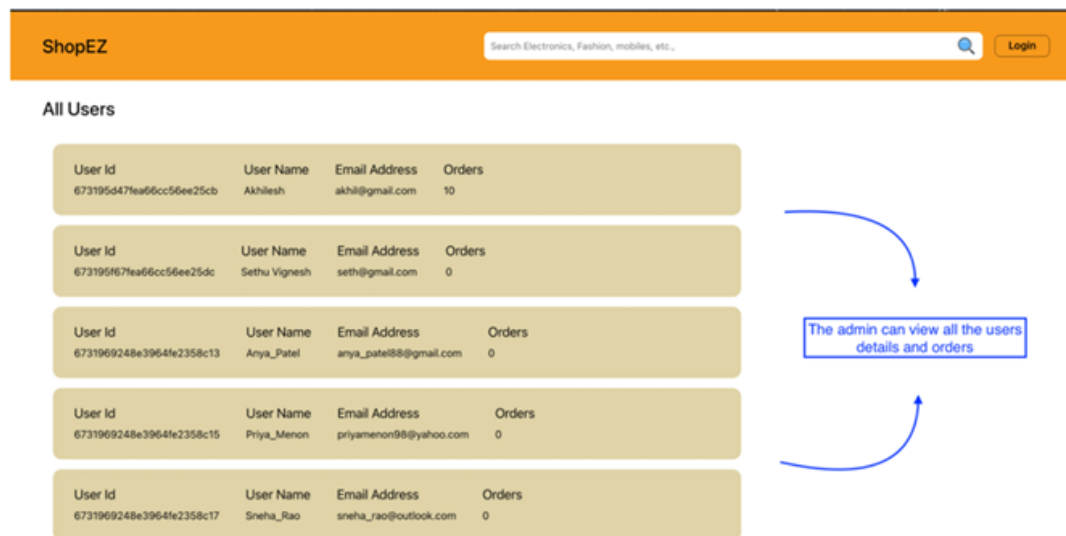 ShopEZ
Search Electronics, Fashion, mobiles, etc.,
Login
All Users
User Id User Name Email Address Orders
673195d47fea66cc56ee25cb Akhilesh akhil@gmail.com 10
User Id User Name Email Address Orders
673195f67fea66cc56ee25dc Sethu Vignesh seth@gmail.com 0
User Id User Name Email Address Orders
6731969248e3964fe2358c13 Anya_Patel anya_patel88@gmail.com 0
User Id User Name Email Address Orders
6731969248e3964fe2358c15 Priya_Menon priyamenon98@yahoo.com 0
User Id User Name Email Address Orders
6731969248e3964fe2358c17 Sneha_Rao sneha_rao@outlook.com 0
The admin can view all the users
details and orders